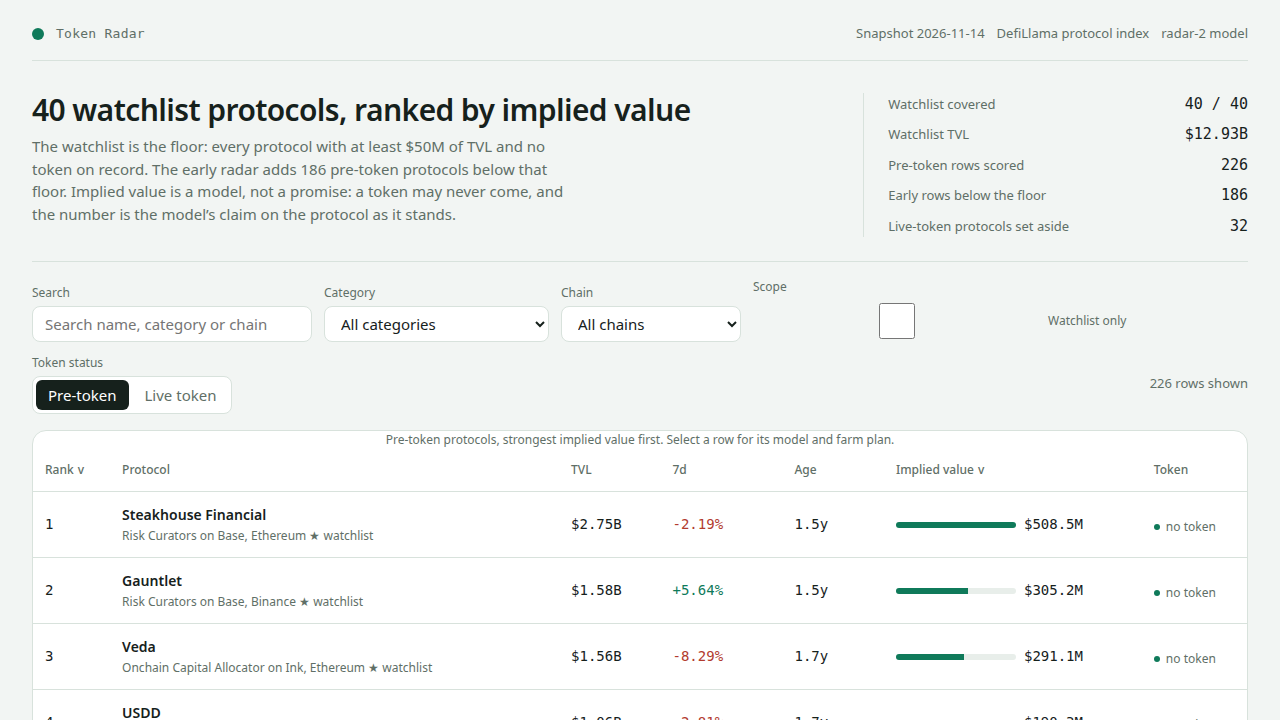 Token Radar
Snapshot 2026-11-14 DefiLlama protocol index radar-2 model
40 watchlist protocols, ranked by implied value
The watchlist is the floor: every protocol with at least $50M of TVL and no
token on record. The early radar adds 186 pre-token protocols below that
floor. Implied value is a model, not a promise: a token may never come, and
the number is the model’s claim on the protocol as it stands.
Watchlist covered 40 / 40
Watchlist TVL $12.93B
Pre-token rows scored 226
Early rows below the floor 186
Live-token protocols set aside 32
Search
Category
Chain
Scope
Search name, category or chain
All categories
All chains
Watchlist only
Token status
Pre-token
Live token
226 rows shown
Pre-token protocols, strongest implied value first. Select a row for its model and farm plan.
Rank v Protocol TVL 7d Age Implied value v Token
1 Steakhouse Financial $2.75B -2.19% 1.5y $508.5M no token
Risk Curators on Base, Ethereum ★ watchlist
2 Gauntlet $1.58B +5.64% 1.5y $305.2M no token
Risk Curators on Base, Binance ★ watchlist
3 Veda $1.56B -8.29% 1.7y $291.1M no token
Onchain Capital Allocator on Ink, Ethereum ★ watchlist
USDD